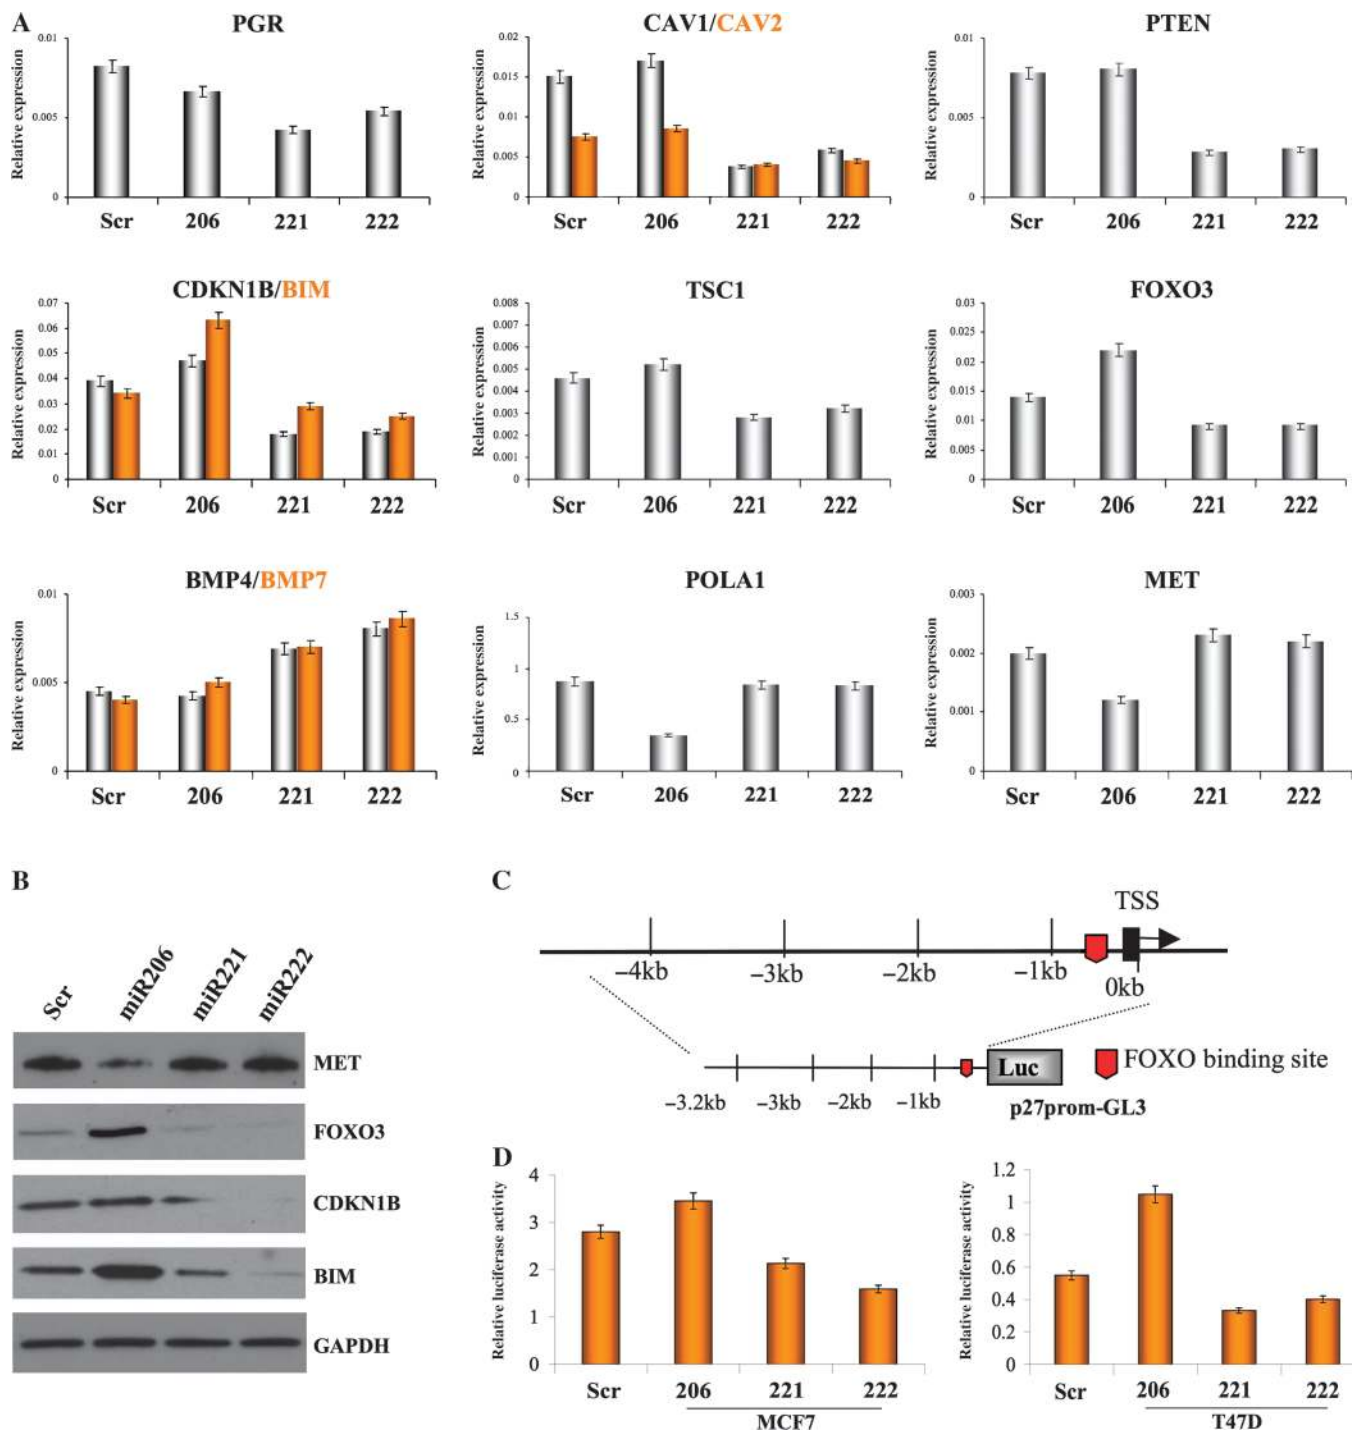 A
PGR
Relative expression
0.01
0.005
0
Scr 206 221 222
CAV1/CAV2
Relative expression
0.02
0.015
0.01
0.005
0
Scr 206 221 222
PTEN
Relative expression
0.01
0.005
0
Scr 206 221 222
CDKN1B/BIM
Relative expression
0.07
0.06
0.05
0.04
0.03
0.02
0.01
0
Scr 206 221 222
TSC1
Relative expression
0.008
0.007
0.006
0.005
0.004
0.003
0.002
0.001
0
Scr 206 221 222
FOXO3
Relative expression
0.03
0.025
0.02
0.015
0.01
0.005
0
Scr 206 221 222
BMP4/BMP7
Relative expression
0.01
0.005
0
Scr 206 221 222
POLA1
Relative expression
1.5
1
0.5
0
Scr 206 221 222
MET
Relative expression
0.003
0.002
0.001
0
Scr 206 221 222
B
Scr miR206 miR221 miR222
MET
FOXO3
CDKN1B
BIM
GAPDH
C
TSS
−4kb −3kb −2kb −1kb 0kb
Luc
FOXO binding site
−3.2kb −3kb −2kb −1kb
p27prom-GL3
D
Relative luciferase activity
4
3
2
1
0
Scr 206 221 222
MCF7
Relative luciferase activity
1.2
1
0.8
0.6
0.4
0.2
0
Scr 206 221 222
T47D